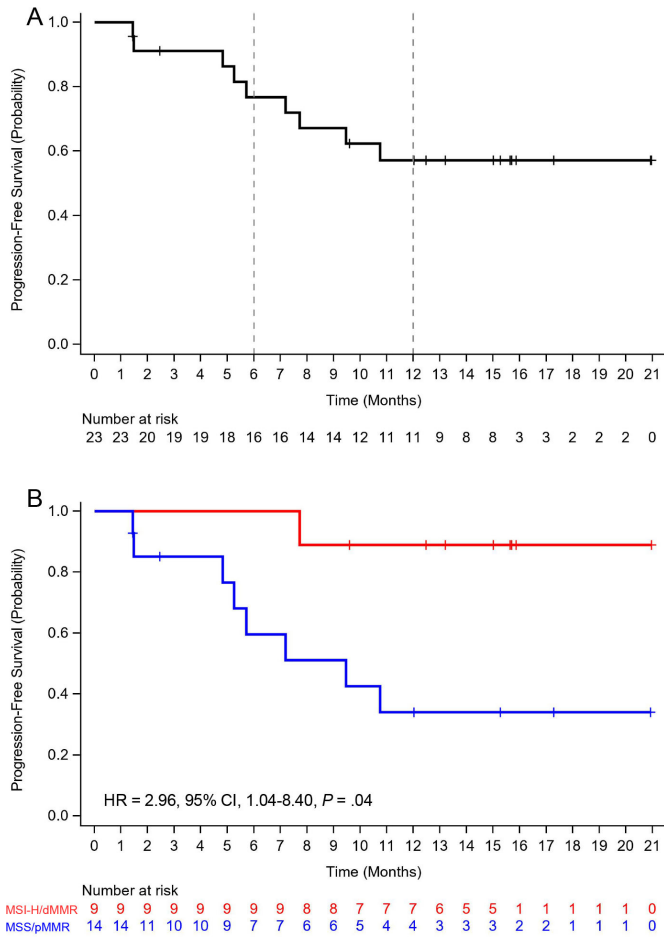 A
Progression-Free Survival (Probability)
1.0
0.8
0.6
0.4
0.2
0.0
0 1 2 3 4 5 6 7 8 9 10 11 12 13 14 15 16 17 18 19 20 21
Time (Months)
Number at risk
23 23 20 19 19 18 16 16 14 14 12 11 11 9 8 8 3 3 2 2 2 0
B
Progression-Free Survival (Probability)
1.0
0.8
0.6
0.4
0.2
0.0
HR = 2.96, 95% CI, 1.04-8.40, P = .04
0 1 2 3 4 5 6 7 8 9 10 11 12 13 14 15 16 17 18 19 20 21
Time (Months)
Number at risk
MSI-H/dMMR 9 9 9 9 9 9 9 9 8 8 7 7 7 6 5 5 1 1 1 1 1 0
MSS/pMMR 14 14 11 10 10 9 7 7 6 6 5 4 4 3 3 3 2 2 1 1 1 0